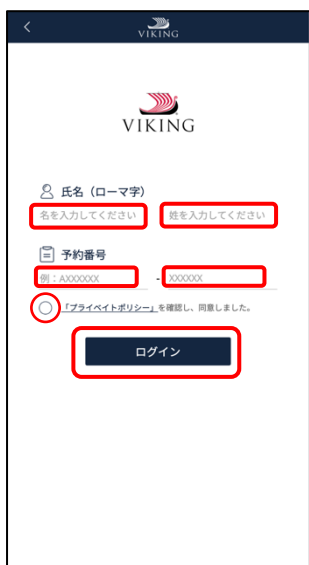 VIKING
VIKING
氏名（ローマ字）
名を入力してください 姓を入力してください
予約番号
例：AXXXXXX - XXXXXX
「プライベイトポリシー」を確認し、同意しました。
ログイン